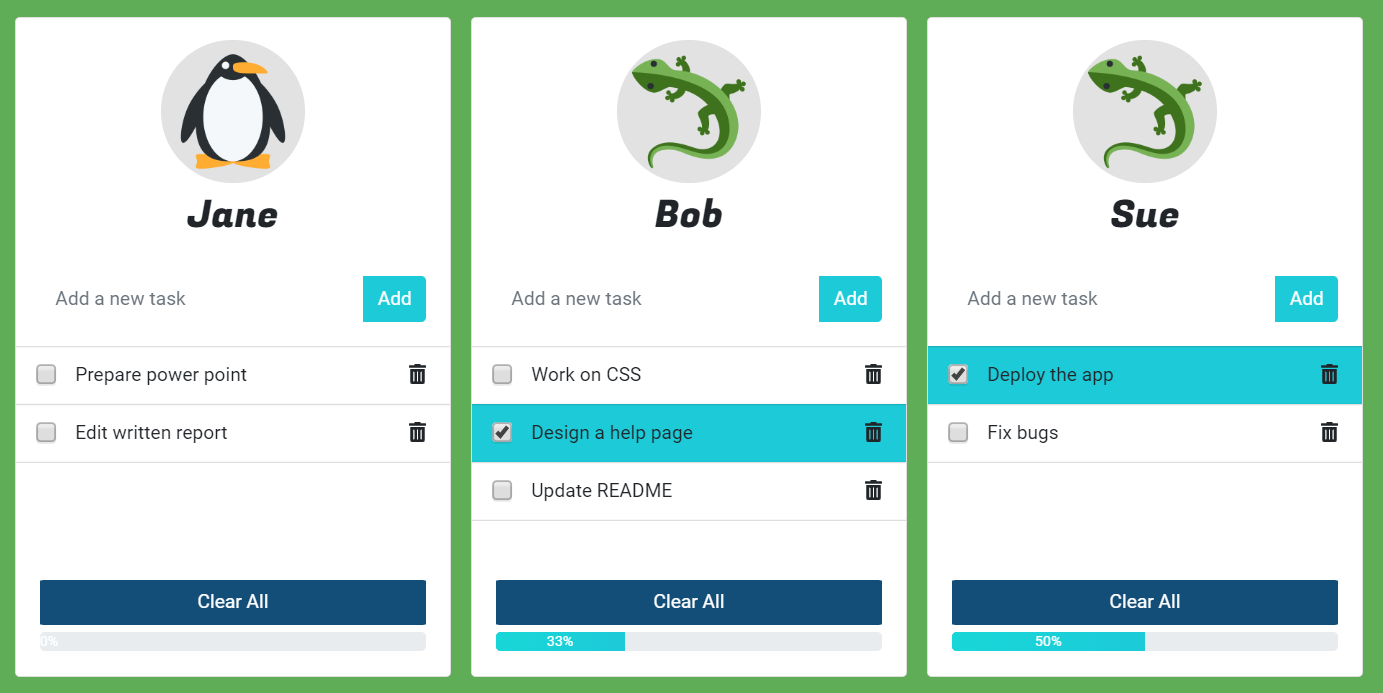 Jane
Add a new task
Add
Prepare power point
Edit written report
Clear All
0%
Bob
Add a new task
Add
Work on CSS
Design a help page
Update README
Clear All
33%
Sue
Add a new task
Add
Deploy the app
Fix bugs
Clear All
50%